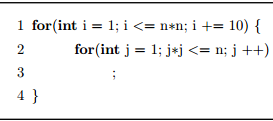 1 for(int i = 1; i <= n*n; i += 10) {
2 for(int j = 1; j*j <= n; j ++)
3 ;
4 }